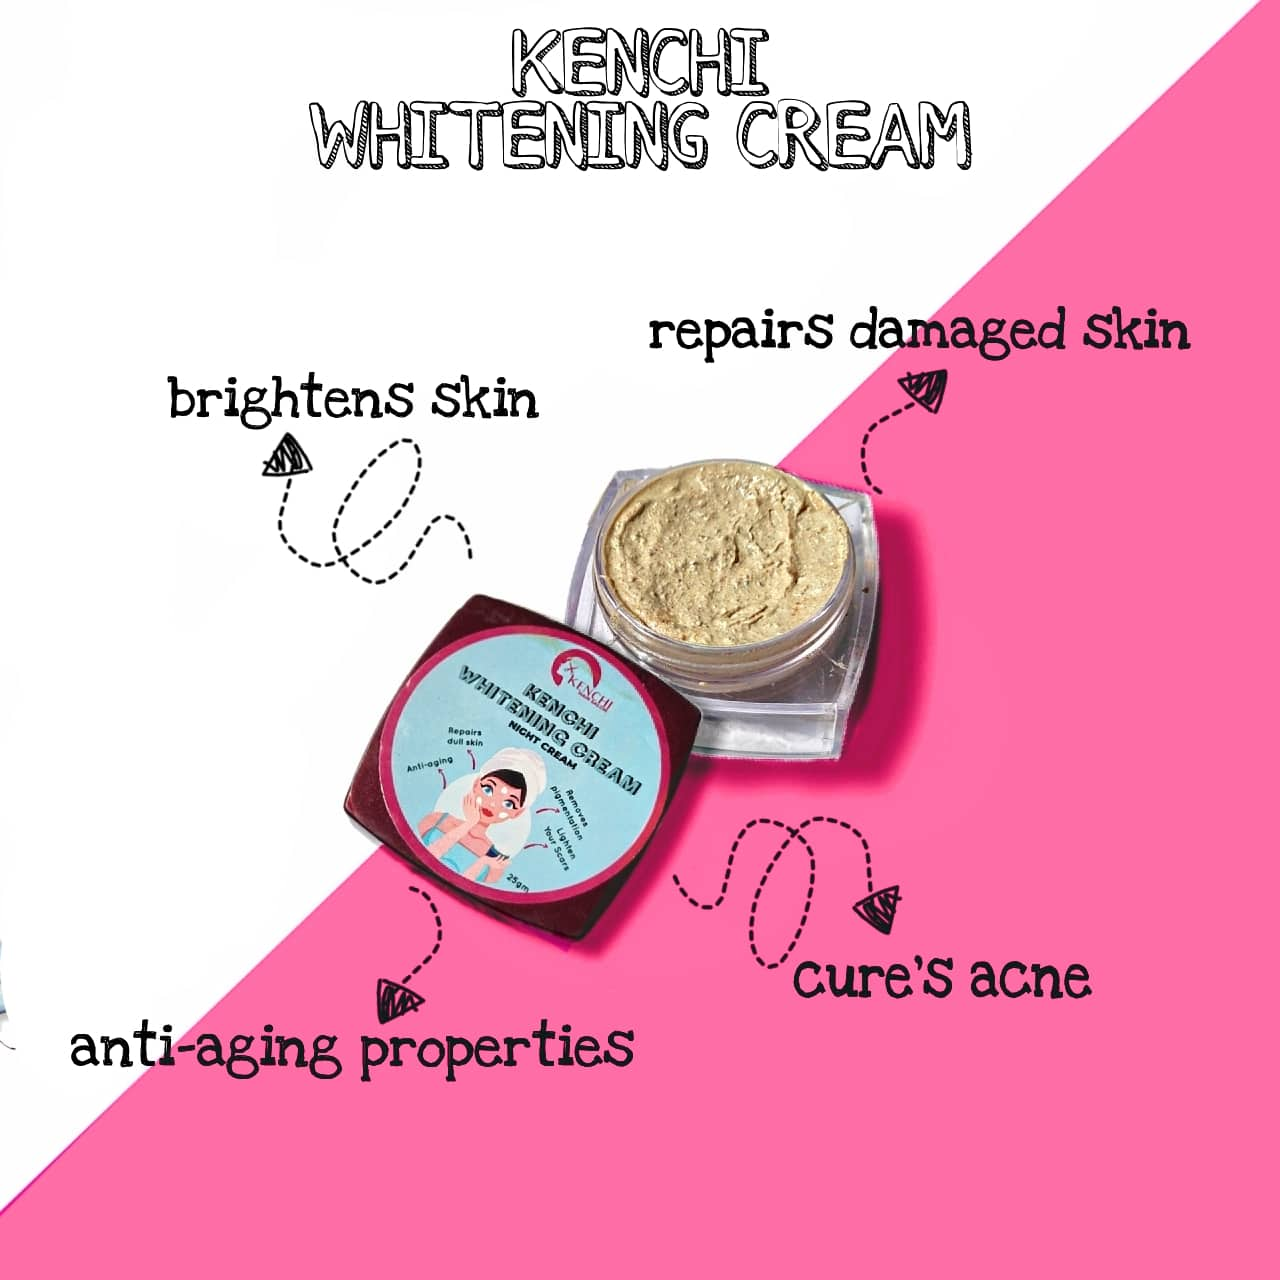 KENCHI
WHITENING CREAM
repairs damaged skin
brightens skin
KENCHI
KENCHI
WHITENING CREAM
NIGHT CREAM
Repairs
dull skin
Anti-aging
Removes
pigmentation
Lighten
Your Scars
25gm
cure's acne
anti-aging properties